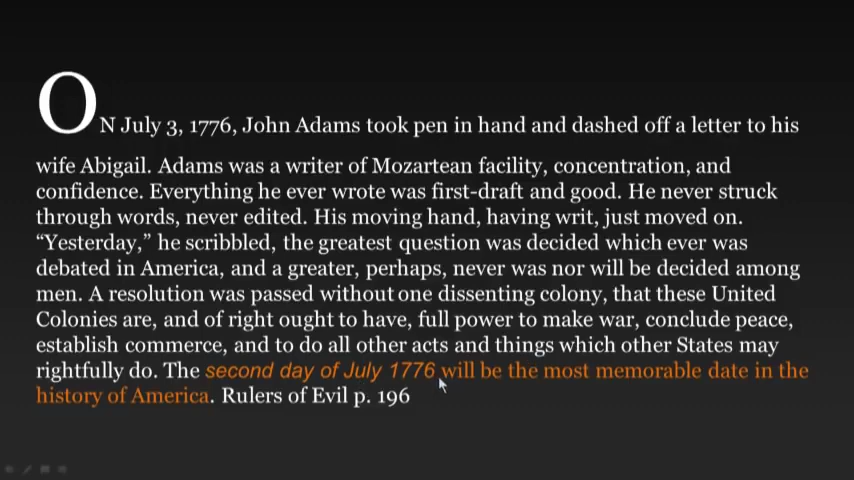 ON July 3, 1776, John Adams took pen in hand and dashed off a letter to his
wife Abigail. Adams was a writer of Mozartean facility, concentration, and
confidence. Everything he ever wrote was first-draft and good. He never struck
through words, never edited. His moving hand, having writ, just moved on.
“Yesterday,” he scribbled, the greatest question was decided which ever was
debated in America, and a greater, perhaps, never was nor will be decided among
men. A resolution was passed without one dissenting colony, that these United
Colonies are, and of right ought to have, full power to make war, conclude peace,
establish commerce, and to do all other acts and things which other States may
rightfully do. The second day of July 1776 will be the most memorable date in the
history of America. Rulers of Evil p. 196